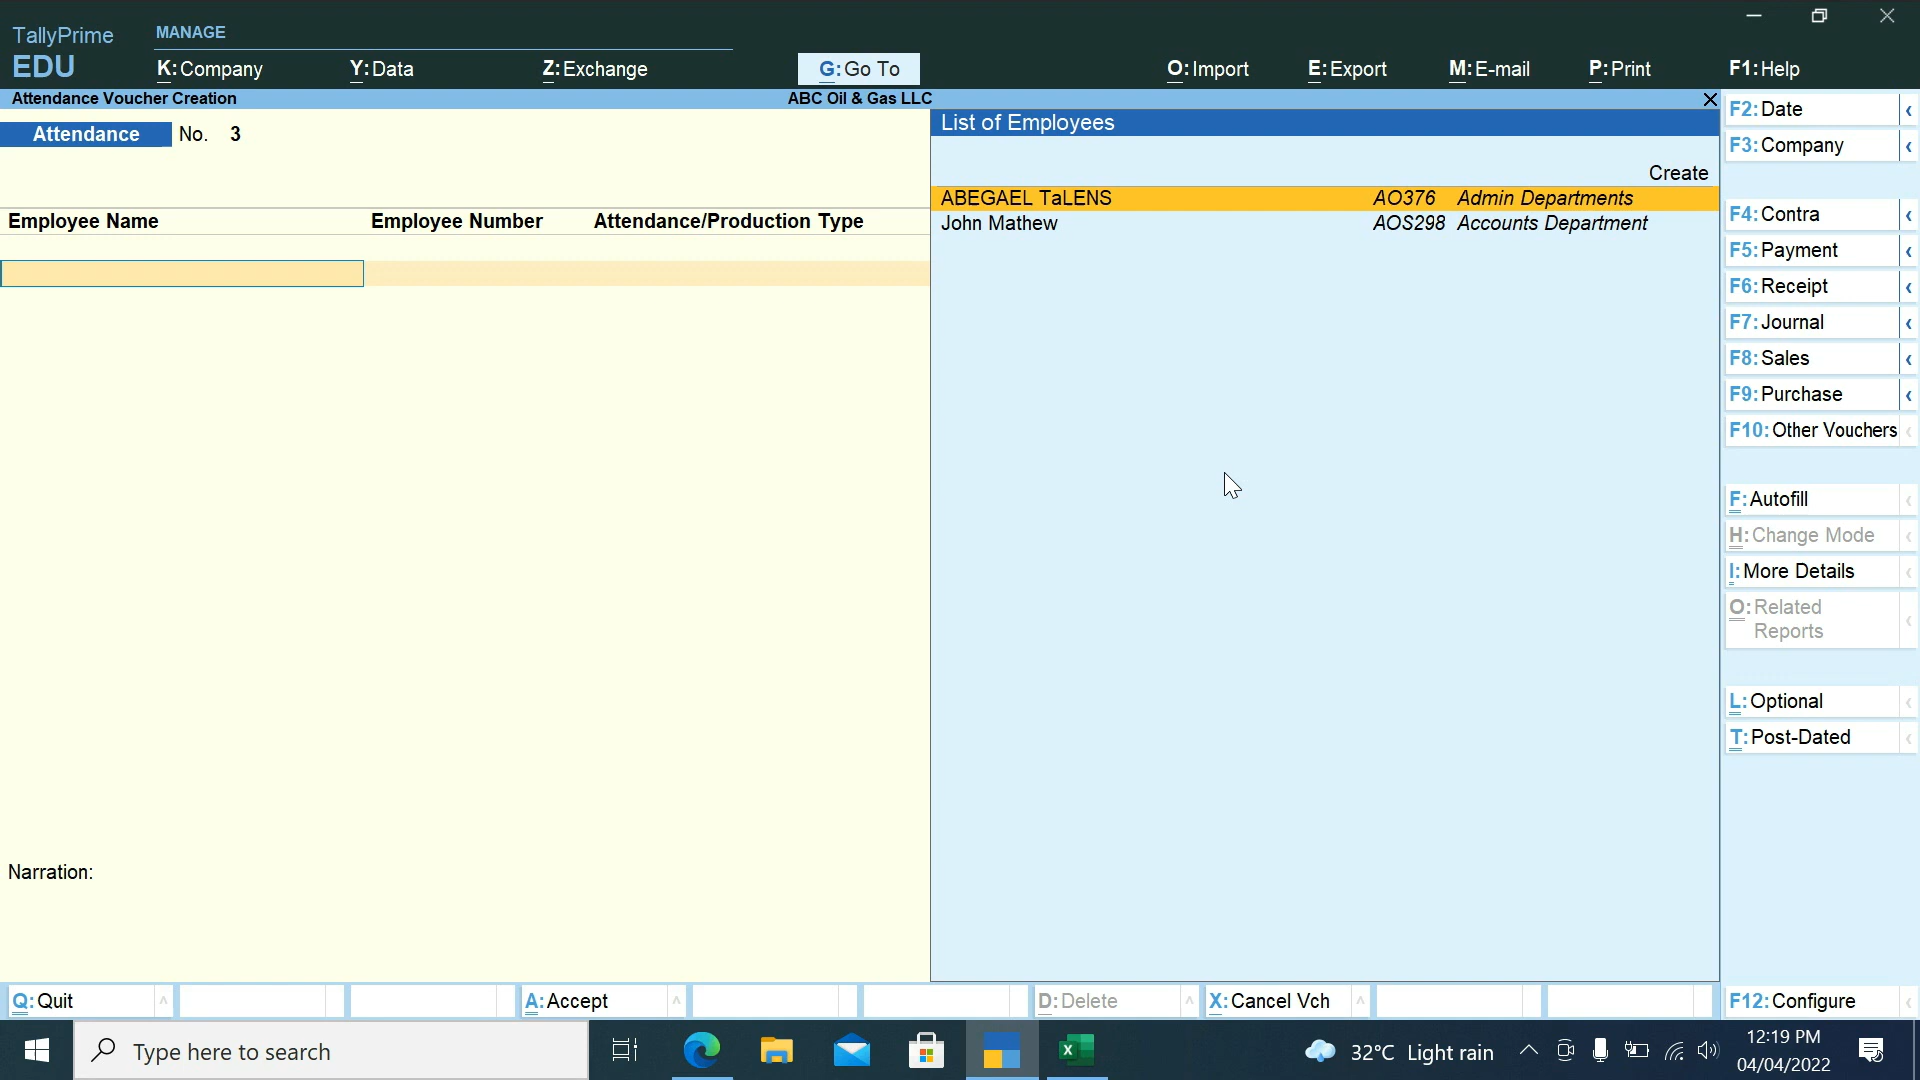 TallyPrime
EDU
MANAGE
K: Company
Y: Data
Z: Exchange
G: Go To
O: Import
E: Export
M: E-mail
P: Print
F1: Help
Attendance Voucher Creation
ABC Oil & Gas LLC
Attendance No. 3
Employee Name
Employee Number
Attendance/Production Type
List of Employees
Create
ABEGAEL TaLENS AO376 Admin Departments
John Mathew AOS298 Accounts Department
F2: Date
F3: Company
F4: Contra
F5: Payment
F6: Receipt
F7: Journal
F8: Sales
F9: Purchase
F10: Other Vouchers
F: Autofill
H: Change Mode
I: More Details
O: Related
Reports
L: Optional
T: Post-Dated
Narration:
Q: Quit
A: Accept
D: Delete
X: Cancel Vch
F12: Configure
Type here to search
32°C Light rain
12:19 PM
04/04/2022